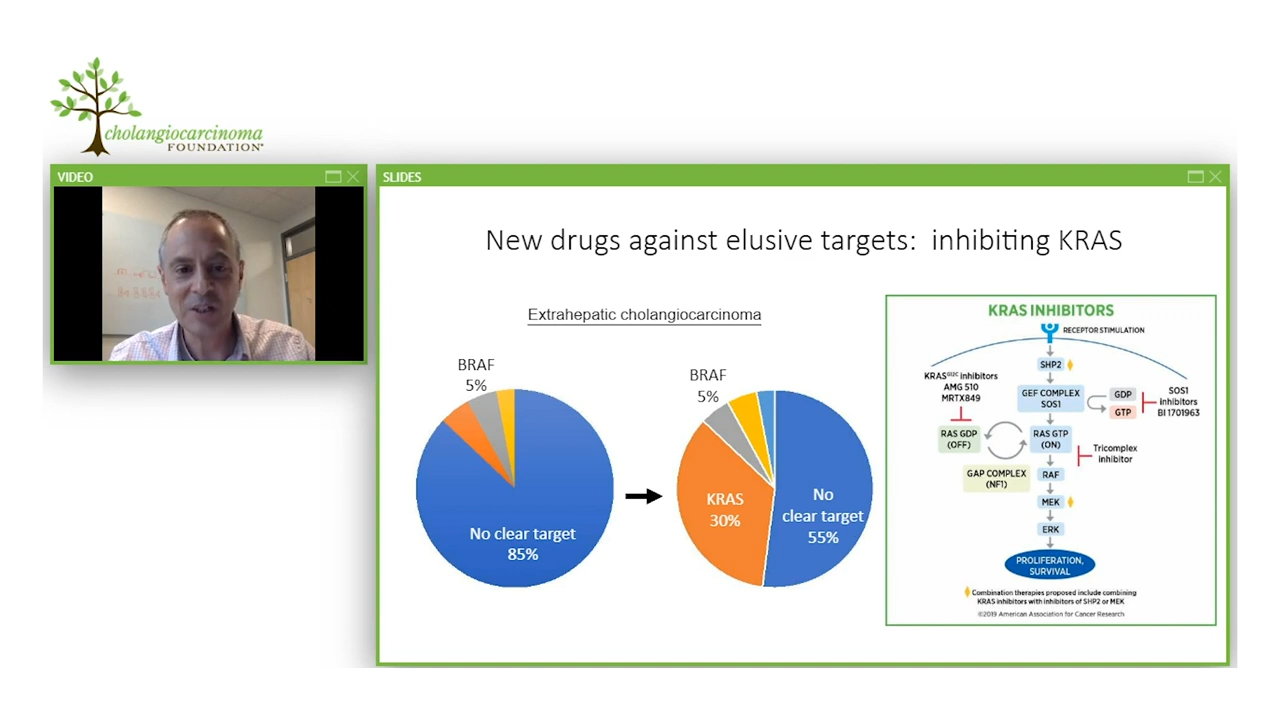 cholangiocarcinoma
FOUNDATION®
VIDEO
SLIDES
New drugs against elusive targets: inhibiting KRAS
Extrahepatic cholangiocarcinoma
BRAF
5%
No clear target
85%
BRAF
5%
KRAS
30%
No
clear target
55%
KRAS INHIBITORS
RECEPTOR STIMULATION
SHP2
KRASᴳ¹²ᶜ inhibitors
AMG 510
MRTX849
GEF COMPLEX
SOS1
GDP
GTP
SOS1
inhibitors
BI 1701963
RAS GDP
(OFF)
RAS GTP
(ON)
Tricomplex
inhibitor
GAP COMPLEX
(NF1)
RAF
MEK
ERK
PROLIFERATION,
SURVIVAL
Combination therapies proposed include combining
KRAS inhibitors with inhibitors of SHP2 or MEK
©2019 American Association for Cancer Research